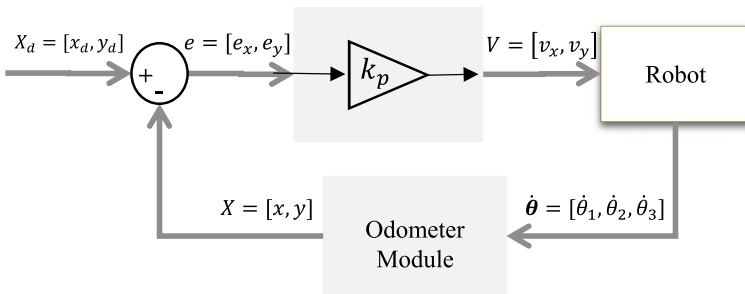 X_d = [x_d, y_d]
e = [e_x, e_y]
V = [v_x, v_y]
+
-
k_p
Robot
X = [x, y]
Odometer
Module
θ̇ = [θ̇_1, θ̇_2, θ̇_3]